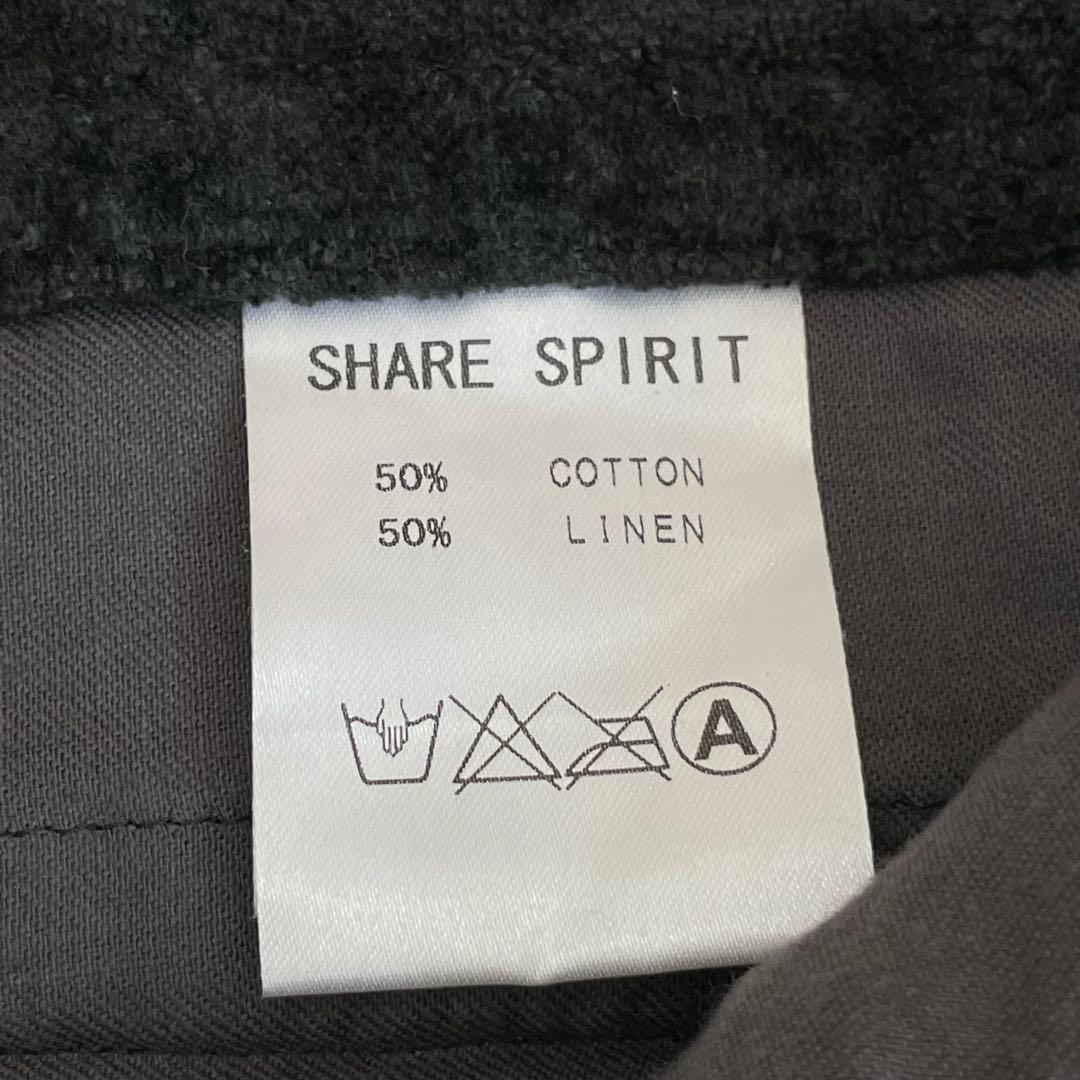 SHARE SPIRIT
50% COTTON
50% LINEN
A